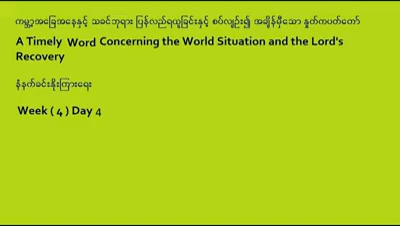 ကမ္ဘာ့အခြေအနေနှင့် သခင်ဘုရား ပြန်လည်ရယူခြင်းနှင့် စပ်လျဉ်း၍ အချိန်မှီသော နှုတ်ကပတ်တော်
A Timely Word Concerning the World Situation and the Lord's
Recovery
နံနက်ခင်းနိုးကြားရေး
Week ( 4 ) Day 4